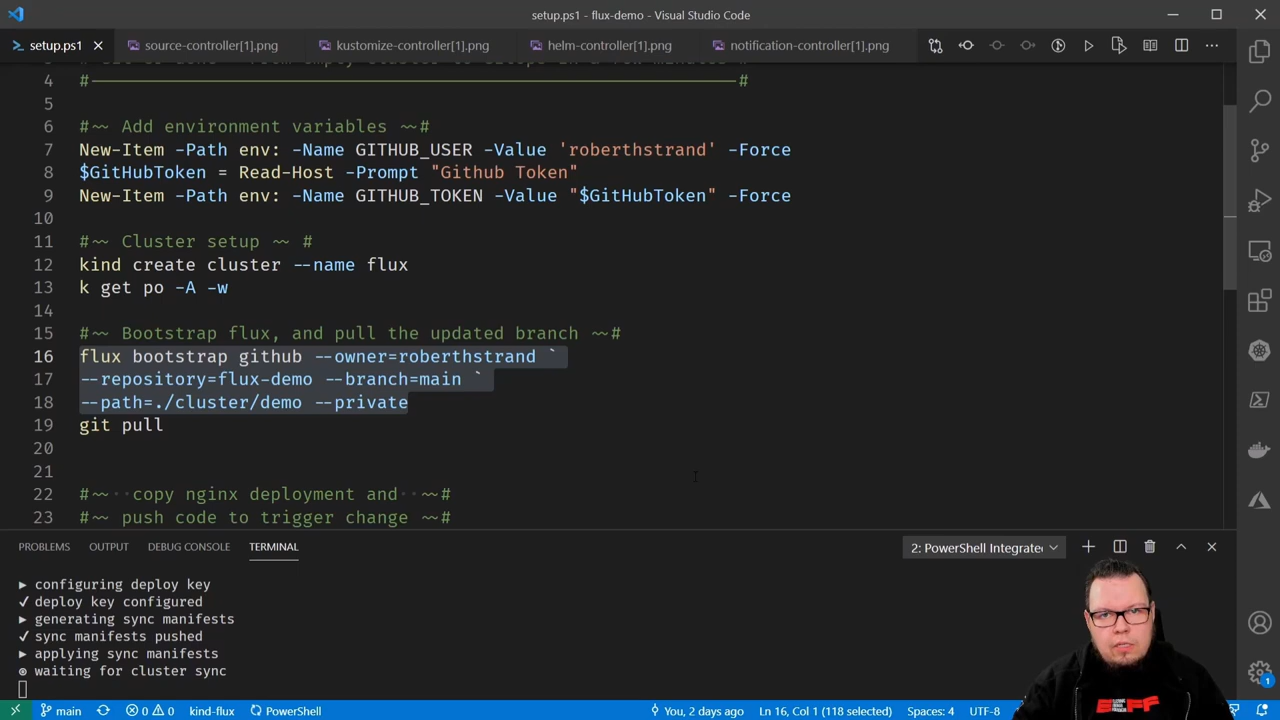 setup.ps1 - flux-demo - Visual Studio Code
setup.ps1
source-controller[1].png
kustomize-controller[1].png
helm-controller[1].png
notification-controller[1].png
4 # #
5
6 #~~ Add environment variables ~~#
7 New-Item -Path env: -Name GITHUB_USER -Value 'roberthstrand' -Force
8 $GitHubToken = Read-Host -Prompt "Github Token"
9 New-Item -Path env: -Name GITHUB_TOKEN -Value "$GitHubToken" -Force
10
11 #~~ Cluster setup ~~ #
12 kind create cluster --name flux
13 k get po -A -w
14
15 #~~ Bootstrap flux, and pull the updated branch ~~#
16 flux bootstrap github --owner=roberthstrand `
17 --repository=flux-demo --branch=main `
18 --path=./cluster/demo --private
19 git pull
20
21
22 #~~ copy nginx deployment and ~~#
23 #~~ push code to trigger change ~~#
PROBLEMS OUTPUT DEBUG CONSOLE TERMINAL 2: PowerShell Integrated
► configuring deploy key
✓ deploy key configured
► generating sync manifests
✓ sync manifests pushed
► applying sync manifests
◎ waiting for cluster sync
main 0 0 kind-flux PowerShell You, 2 days ago Ln 16, Col 1 (118 selected) Spaces: 4 UTF-8
1